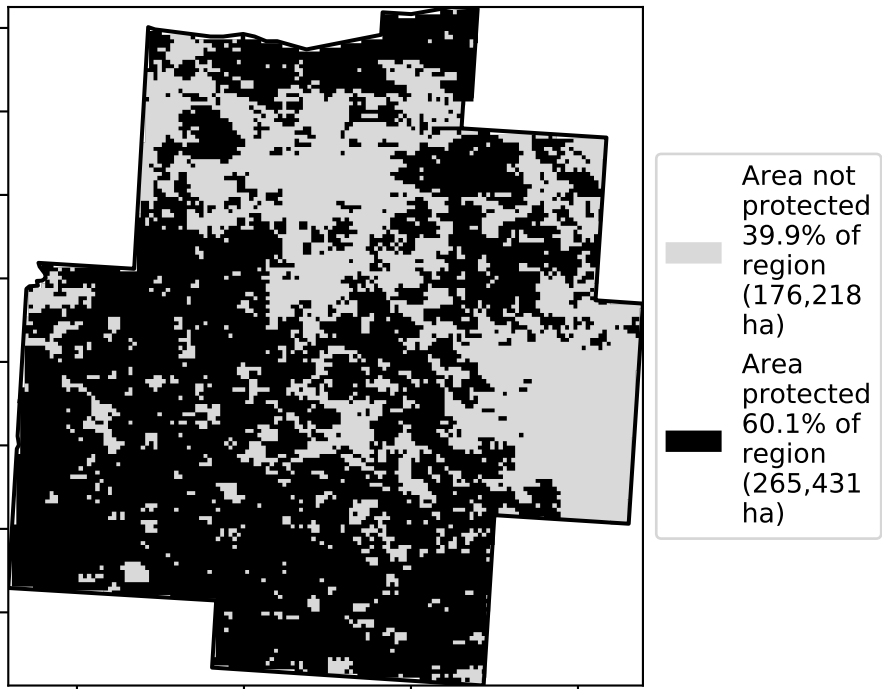 Area not
protected
39.9% of
region
(176,218
ha)
Area
protected
60.1% of
region
(265,431
ha)